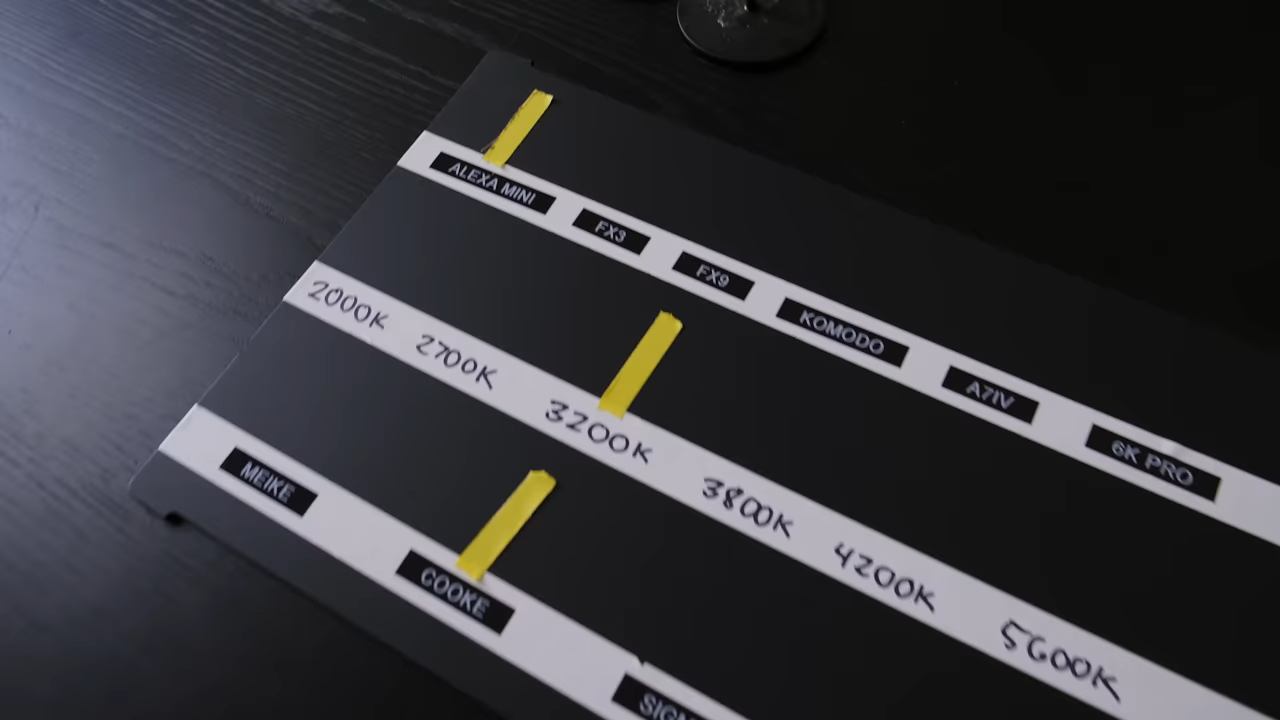 ALEXA MINI FX3 FX9 KOMODO A7IV 6K PRO
2000K 2700K 3200K 3800K 4200K 5600K
MEIKE COOKE